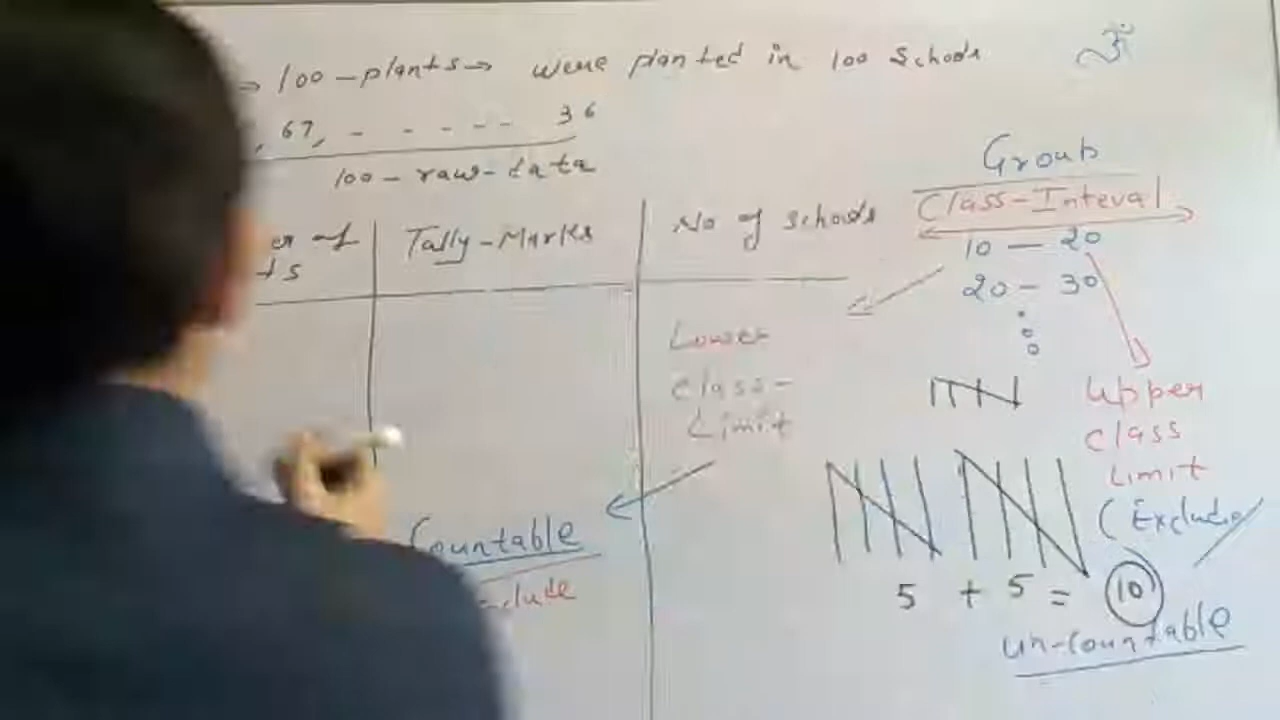 → 100 - plants → were planted in 100 Schools
ॐ
, 67, - - - - - - 36
100 - raw - data
er of
ts
Tally - Marks
No of schools
Group
Class - Inteval
10 — 20
20 — 30
Lower
class -
Limit
Upper
class
Limit
(Exclude
Countable
clude
5 + 5 = 10
un-countable